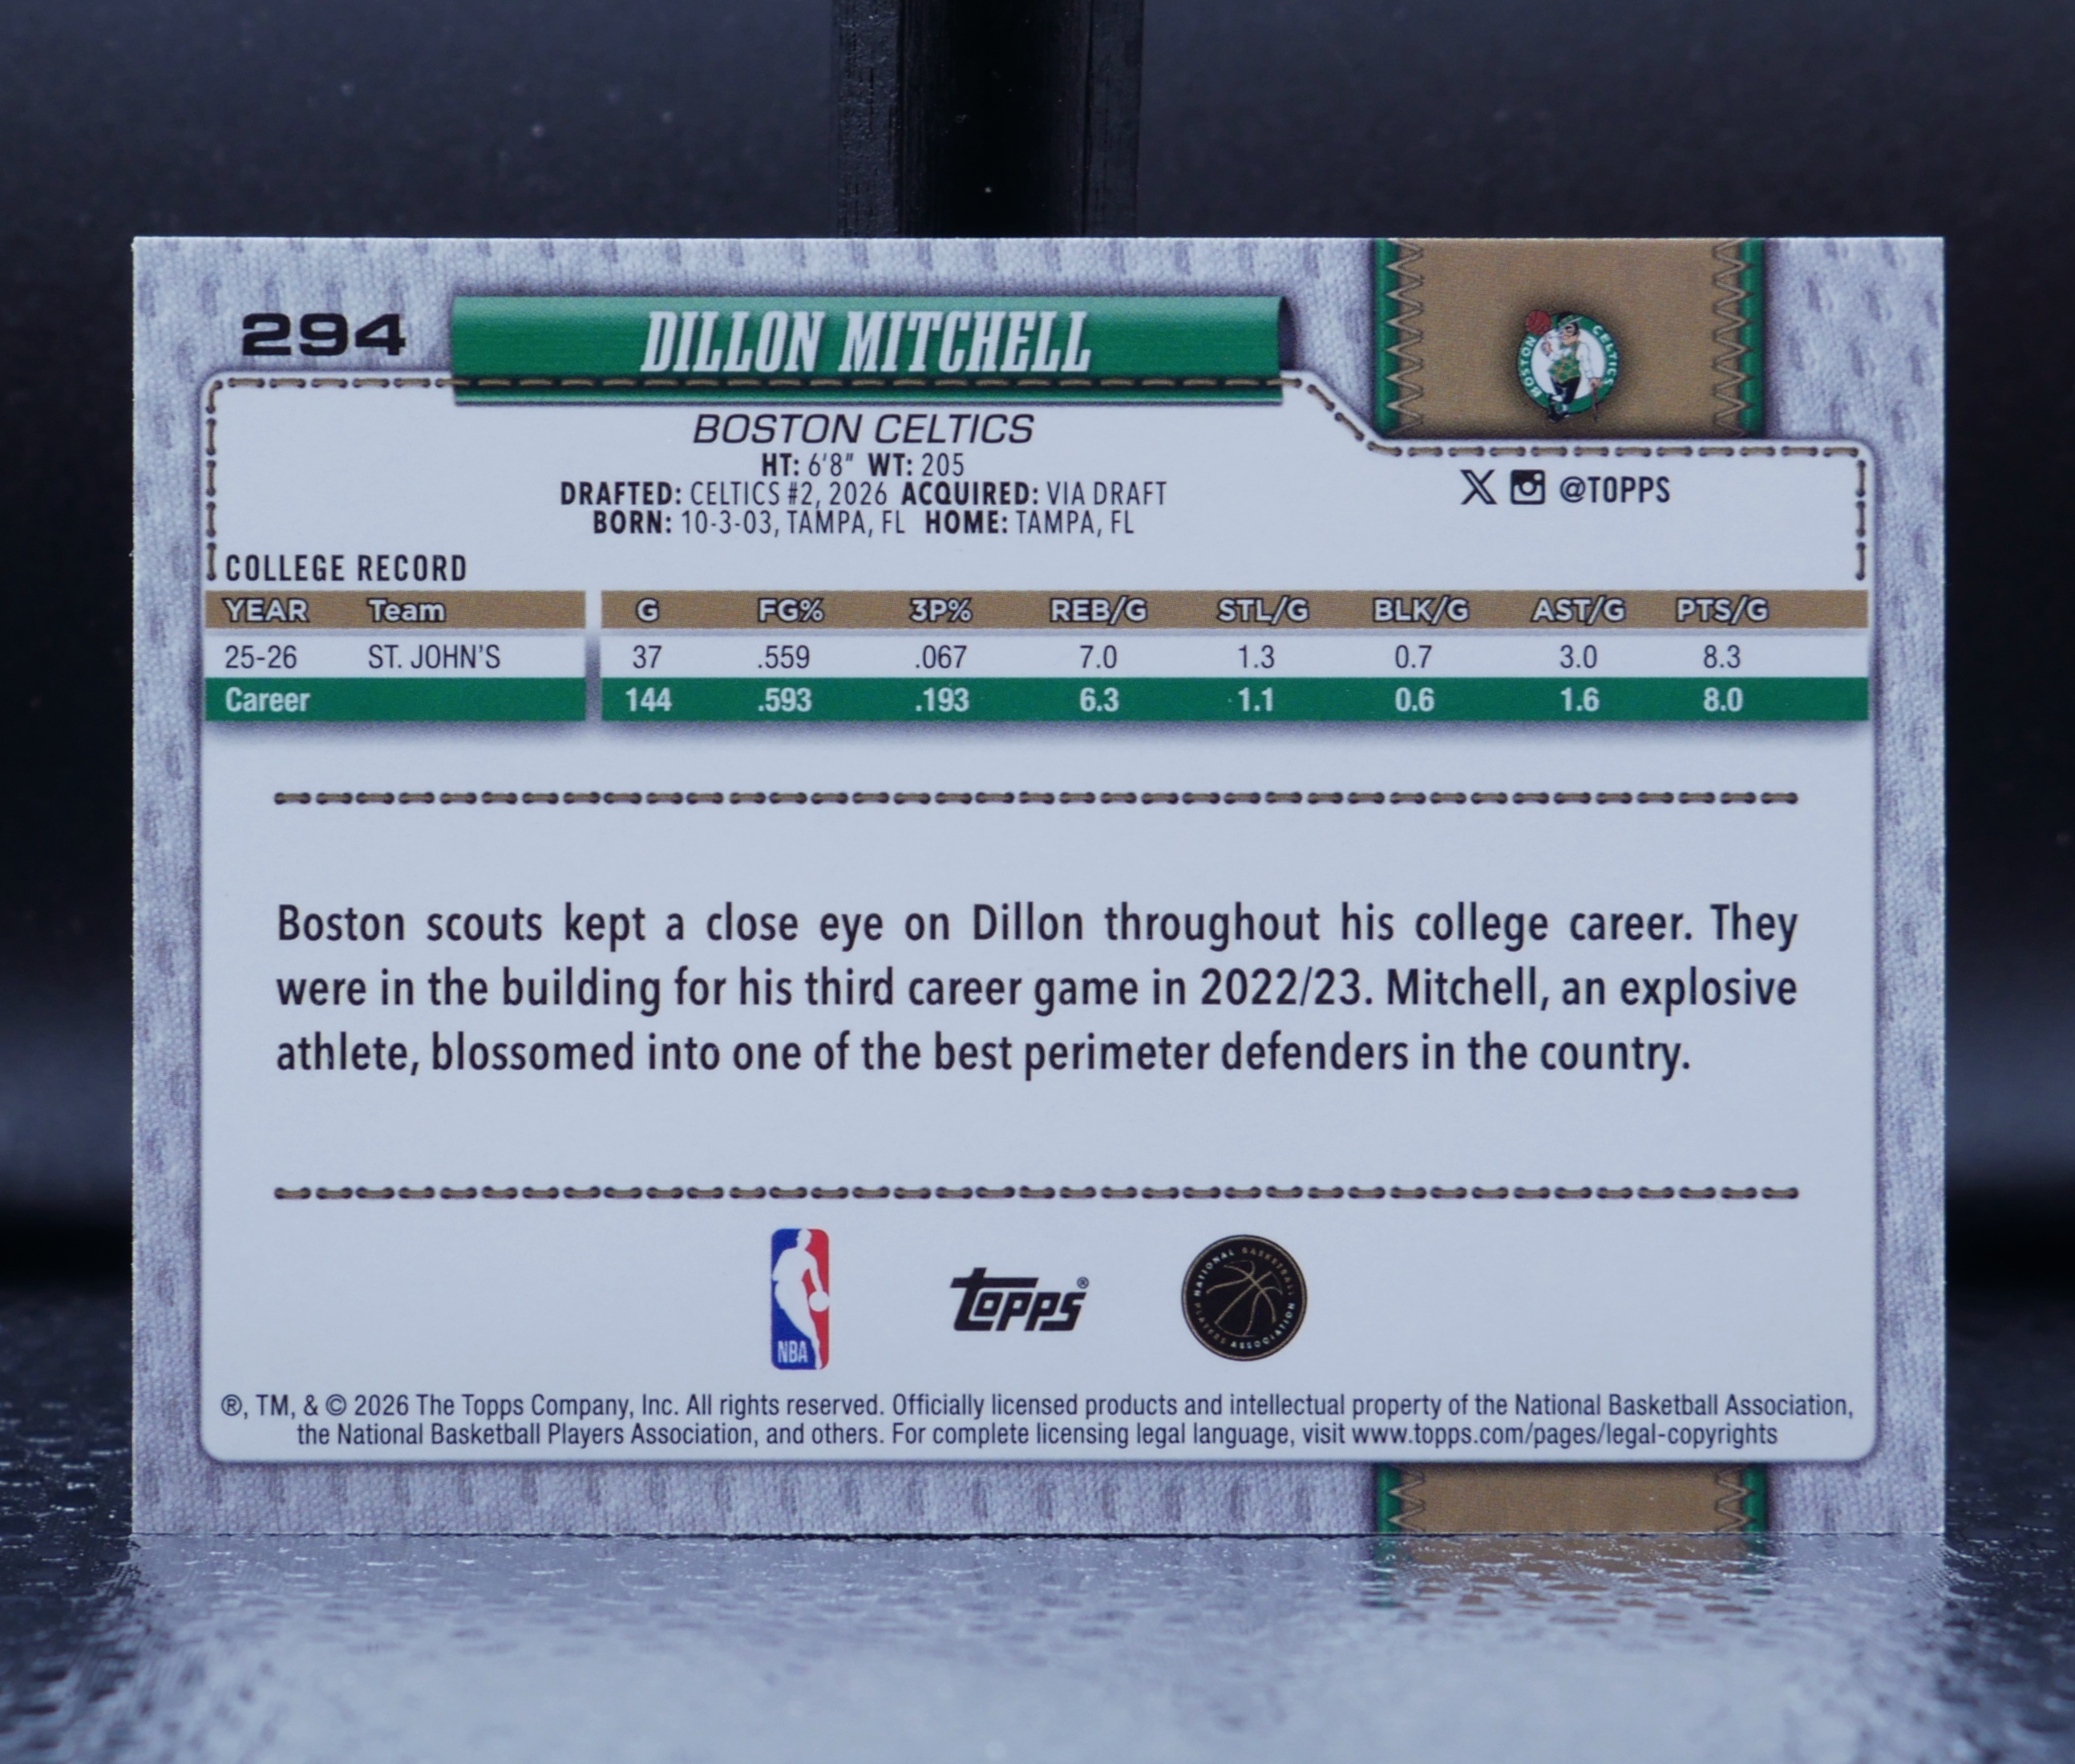 294
DILLON MITCHELL
BOSTON CELTICS
BOSTON CELTICS
HT: 6'8" WT: 205
DRAFTED: CELTICS #2, 2026 ACQUIRED: VIA DRAFT
BORN: 10-3-03, TAMPA, FL HOME: TAMPA, FL
@TOPPS
COLLEGE RECORD
YEAR Team G FG% 3P% REB/G STL/G BLK/G AST/G PTS/G
25-26 ST. JOHN'S 37 .559 .067 7.0 1.3 0.7 3.0 8.3
Career 144 .593 .193 6.3 1.1 0.6 1.6 8.0
Boston scouts kept a close eye on Dillon throughout his college career. They
were in the building for his third career game in 2022/23. Mitchell, an explosive
athlete, blossomed into one of the best perimeter defenders in the country.
NBA
topps®
NATIONAL BASKETBALL PLAYERS ASSOCIATION
®, TM, & © 2026 The Topps Company, Inc. All rights reserved. Officially licensed products and intellectual property of the National Basketball Association,
the National Basketball Players Association, and others. For complete licensing legal language, visit www.topps.com/pages/legal-copyrights